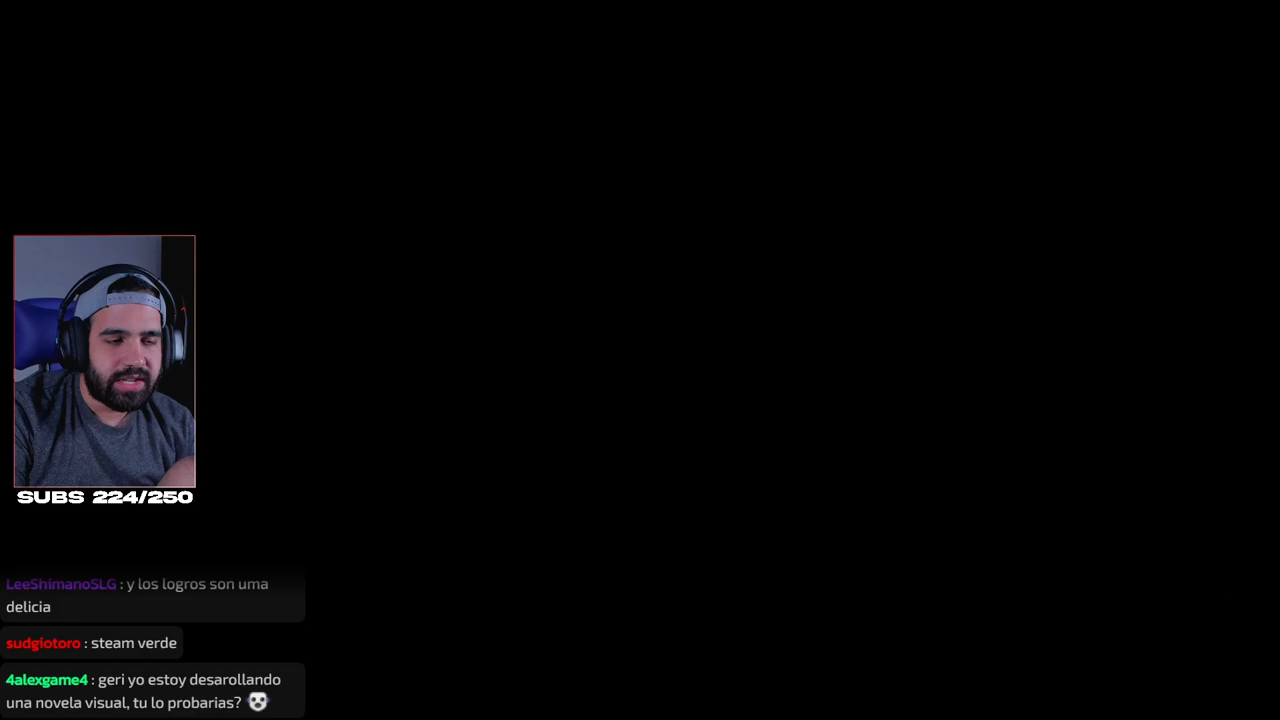 SUBS 224/250
LeeShimanoSLG : y los logros son uma
delicia
sudgiotoro : steam verde
4alexgame4 : geri yo estoy desarollando
una novela visual, tu lo probarias?